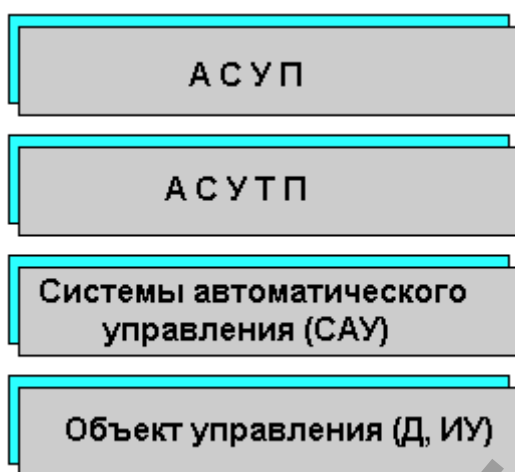 А С У П
А С У Т П
Системы автоматического
управления (САУ)
Объект управления (Д, ИУ)